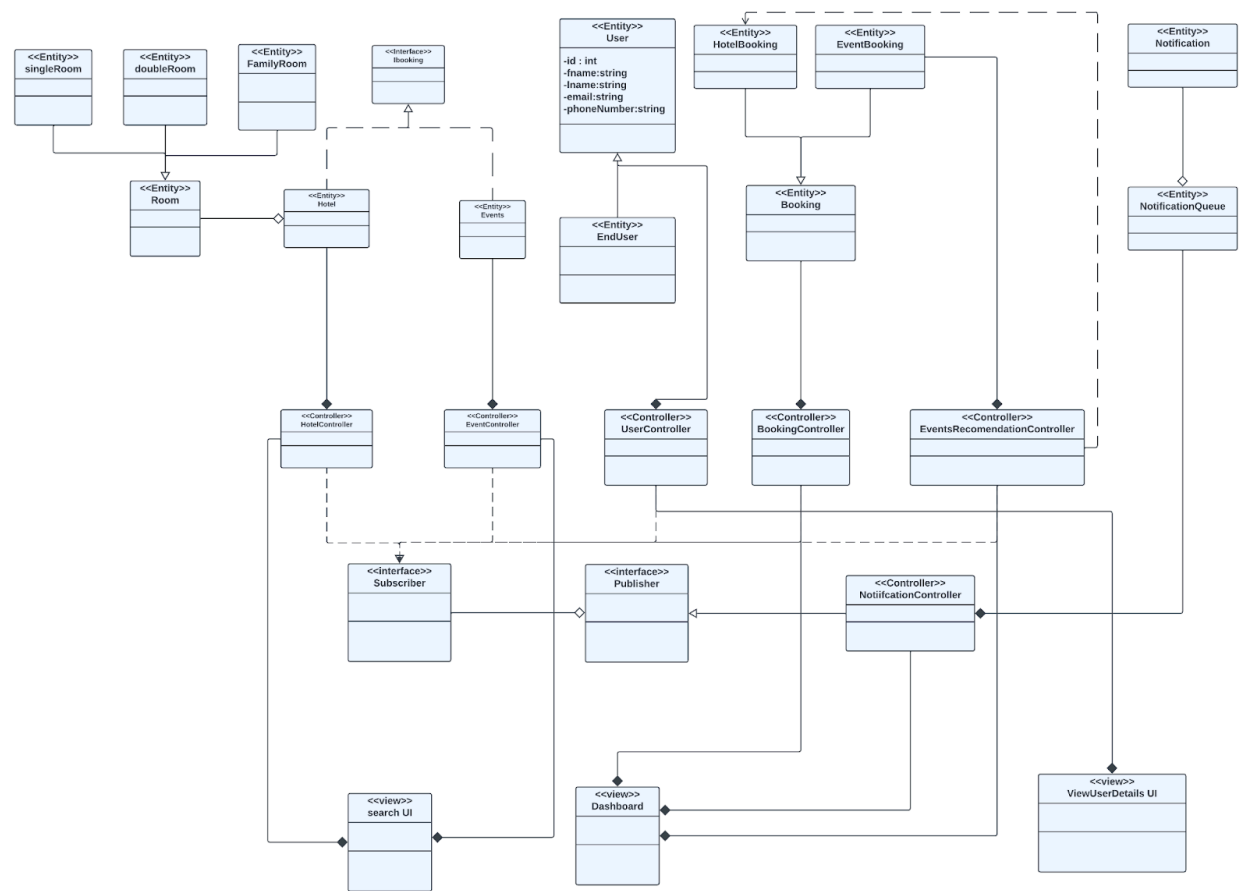 <<Entity>>
singleRoom
<<Entity>>
doubleRoom
<<Entity>>
FamilyRoom
<<Interface>>
Ibooking
<<Entity>>
User
-id : int
-fname:string
-lname:string
-email:string
-phoneNumber:string
<<Entity>>
HotelBooking
<<Entity>>
EventBooking
<<Entity>>
Notification
<<Entity>>
Room
<<Entity>>
Hotel
<<Entity>>
Events
<<Entity>>
EndUser
<<Entity>>
Booking
<<Entity>>
NotificationQueue
<<Controller>>
HotelController
<<Controller>>
EventController
<<Controller>>
UserController
<<Controller>>
BookingController
<<Controller>>
EventsRecomendationController
<<interface>>
Subscriber
<<interface>>
Publisher
<<Controller>>
NotiifcationController
<<view>>
search UI
<<view>>
Dashboard
<<view>>
ViewUserDetails UI